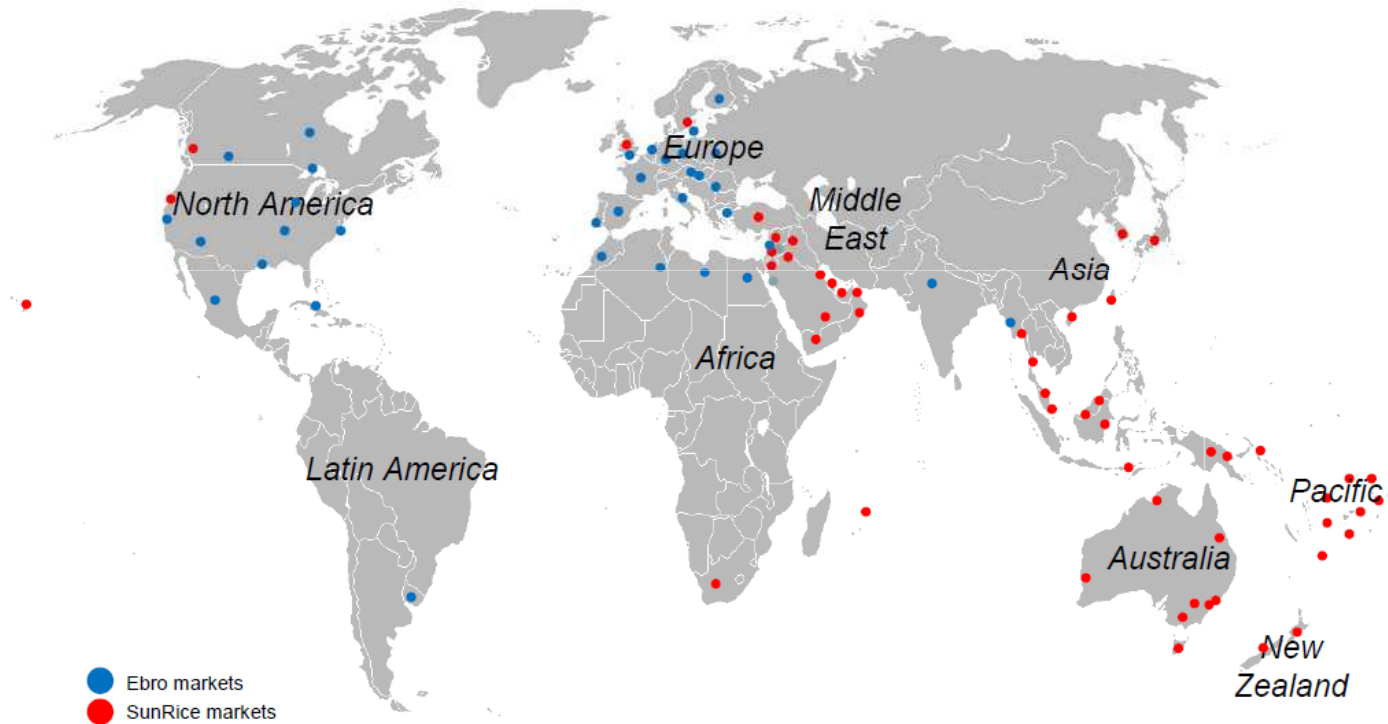 Europe
North America
Middle
East
Asia
Africa
Latin America
Pacific
Australia
New
Zealand
Ebro markets
SunRice markets